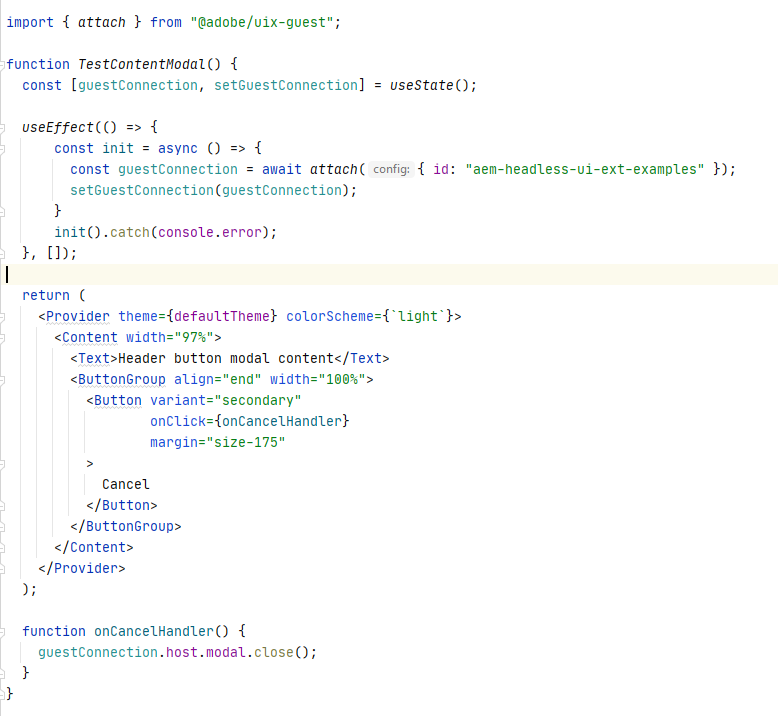 import { attach } from "@adobe/uix-guest";

function TestContentModal() {
  const [guestConnection, setGuestConnection] = useState();

  useEffect(() => {
      const init = async () => {
        const guestConnection = await attach( config: { id: "aem-headless-ui-ext-examples" });
        setGuestConnection(guestConnection);
      }
      init().catch(console.error);
  }, []);

  return (
    <Provider theme={defaultTheme} colorScheme={`light`}>
      <Content width="97%">
        <Text>Header button modal content</Text>
        <ButtonGroup align="end" width="100%">
          <Button variant="secondary"
                  onClick={onCancelHandler}
                  margin="size-175"
          >
            Cancel
          </Button>
        </ButtonGroup>
      </Content>
    </Provider>
  );

  function onCancelHandler() {
    guestConnection.host.modal.close();
  }
}